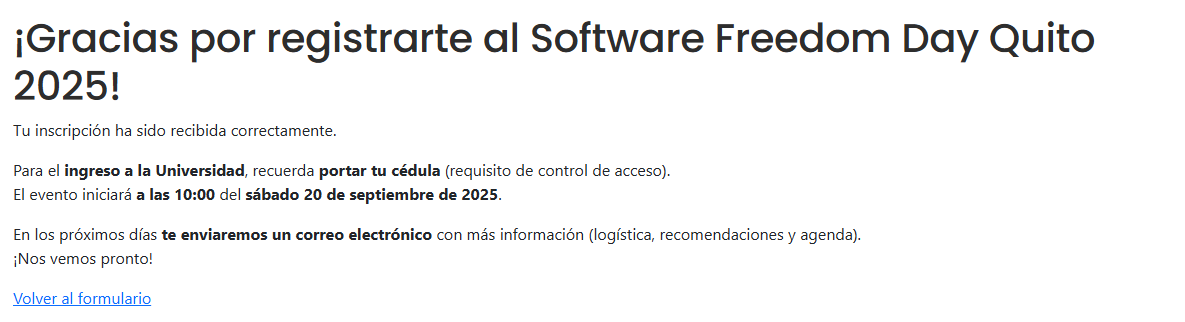 ¡Gracias por registrarte al Software Freedom Day Quito
2025!
Tu inscripción ha sido recibida correctamente.
Para el ingreso a la Universidad, recuerda portar tu cédula (requisito de control de acceso).
El evento iniciará a las 10:00 del sábado 20 de septiembre de 2025.
En los próximos días te enviaremos un correo electrónico con más información (logística, recomendaciones y agenda).
¡Nos vemos pronto!
Volver al formulario